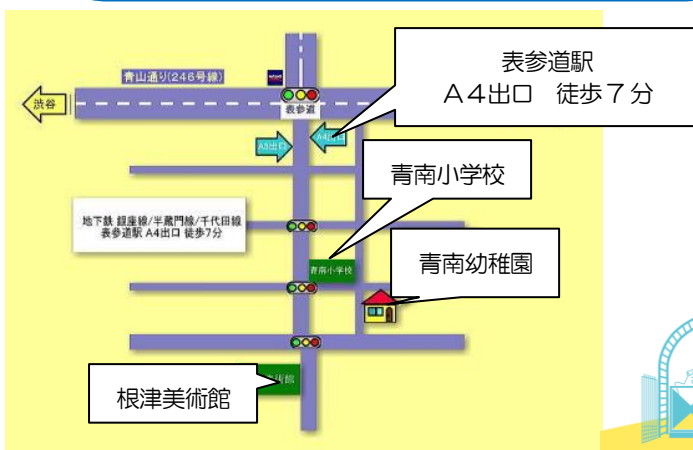 青山通り(246号線)
渋谷
表参道
A5出口
A4出口
表参道駅
A4出口 徒歩7分
地下鉄 銀座線/半蔵門線/千代田線
表参道駅 A4出口 徒歩7分
青南小学校
青南小学校
青南幼稚園
根津美術館
美術館